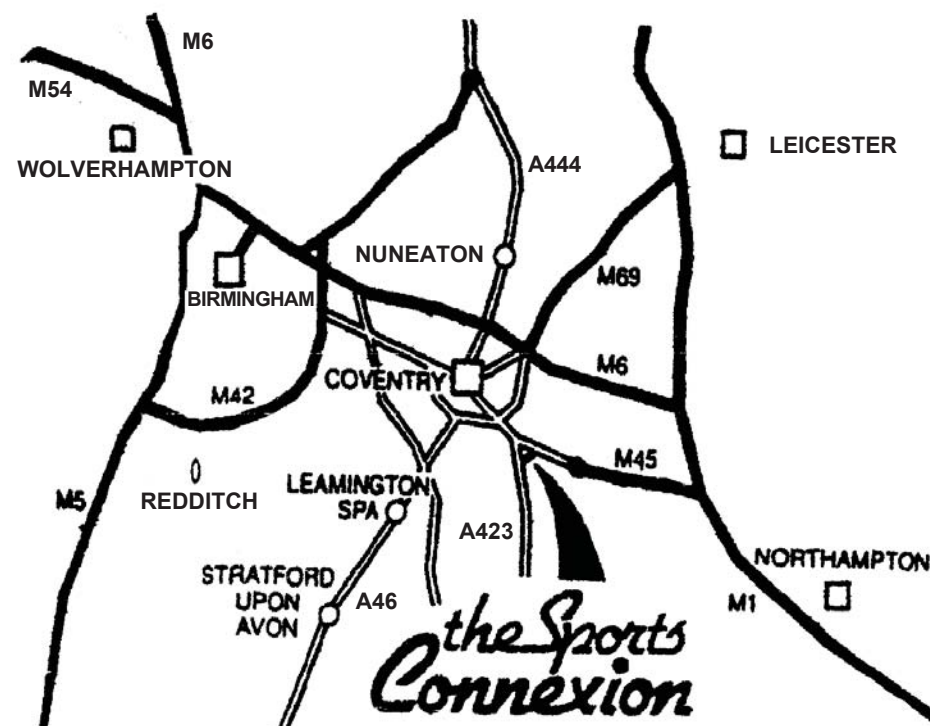 M6
M54
WOLVERHAMPTON
LEICESTER
A444
NUNEATON
M69
BIRMINGHAM
COVENTRY
M6
M42
M45
LEAMINGTON
SPA
REDDITCH
M5
A423
STRATFORD
UPON
AVON
A46
NORTHAMPTON
M1
the Sports
Connexion